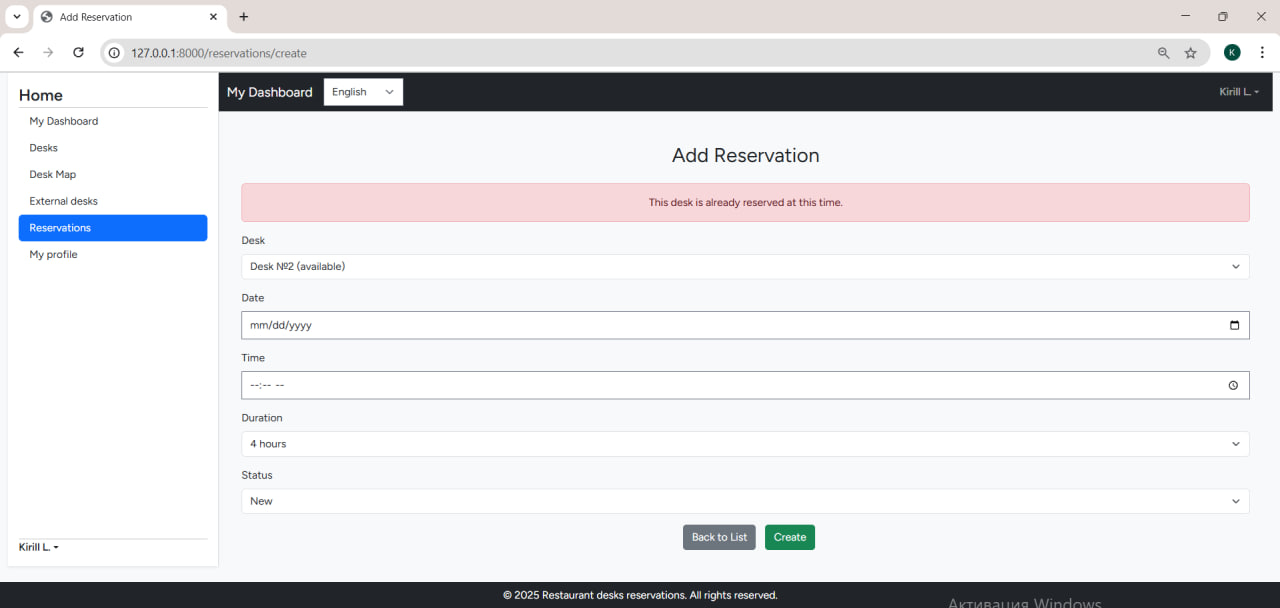 Add Reservation
127.0.0.1:8000/reservations/create
K
Home
My Dashboard
Desks
Desk Map
External desks
Reservations
My profile
Kirill L.
My Dashboard
English
Kirill L.
Add Reservation
This desk is already reserved at this time.
Desk
Desk №2 (available)
Date
mm/dd/yyyy
Time
--:-- --
Duration
4 hours
Status
New
Back to List
Create
© 2025 Restaurant desks reservations. All rights reserved.
Активация Windows